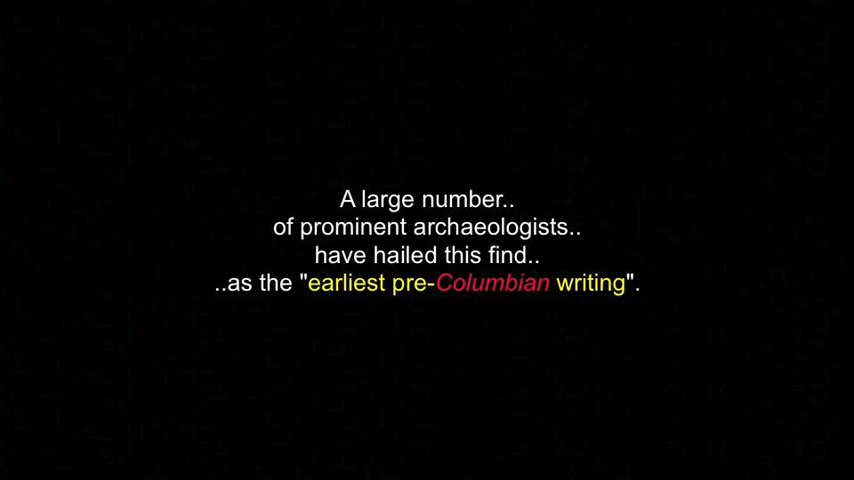 A large number..
of prominent archaeologists..
have hailed this find..
..as the "earliest pre-Columbian writing".